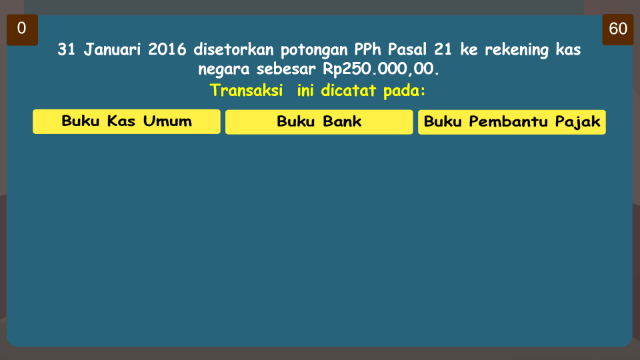 0
60
31 Januari 2016 disetorkan potongan PPh Pasal 21 ke rekening kas
negara sebesar Rp250.000,00.
Transaksi ini dicatat pada:
Buku Kas Umum
Buku Bank
Buku Pembantu Pajak